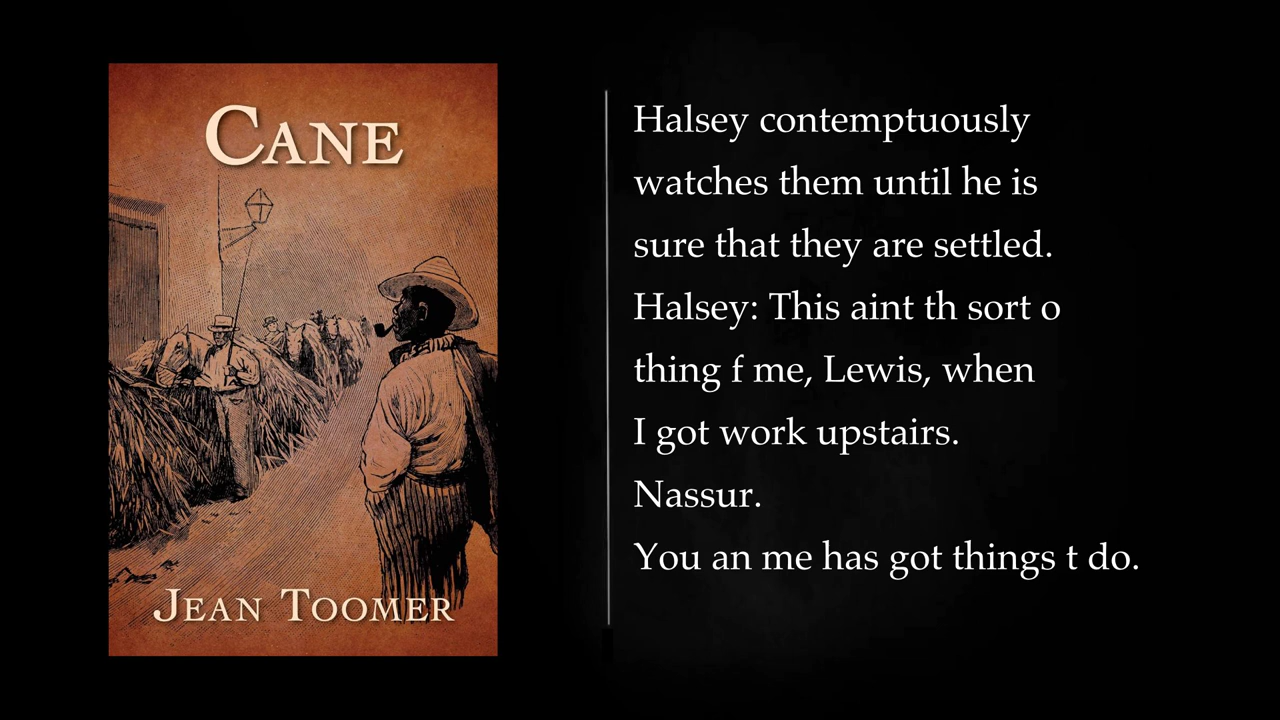 CANE
JEAN TOOMER
Halsey contemptuously
watches them until he is
sure that they are settled.
Halsey: This aint th sort o
thing f me, Lewis, when
I got work upstairs.
Nassur.
You an me has got things t do.